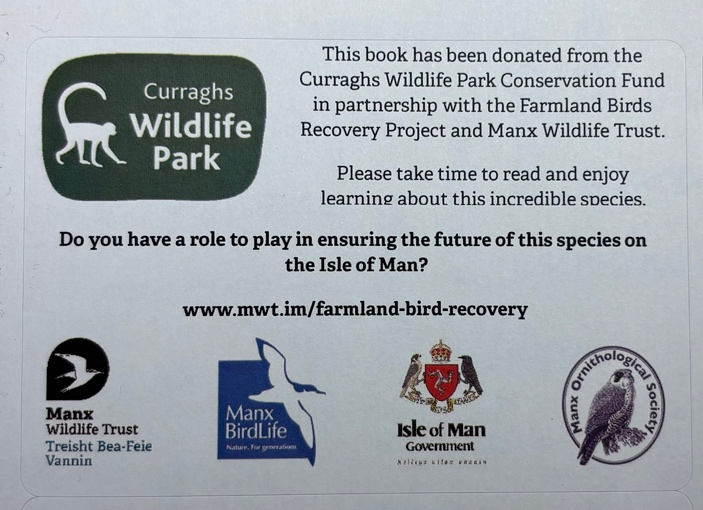 Curraghs
Wildlife
Park
This book has been donated from the
Curraghs Wildlife Park Conservation Fund
in partnership with the Farmland Birds
Recovery Project and Manx Wildlife Trust.
Please take time to read and enjoy
learning about this incredible species.
Do you have a role to play in ensuring the future of this species on
the Isle of Man?
www.mwt.im/farmland-bird-recovery
Manx
Wildlife Trust
Treisht Bea-Feie
Vannin
Manx
BirdLife
Nature. For generations
Isle of Man
Government
Manx Ornithological Society